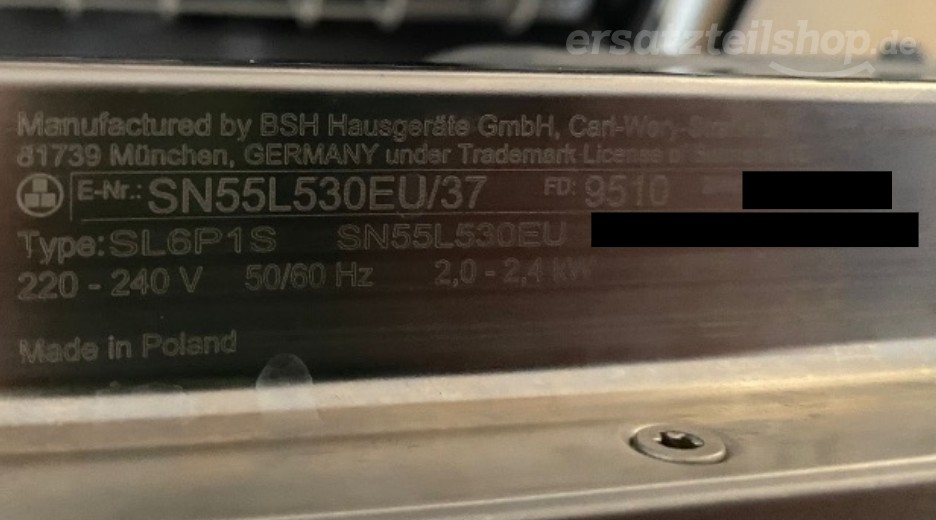 ersatzteilshop.de
Manufactured by BSH Hausgeräte GmbH, Carl-Wery-
81739 München, GERMANY under Trademark License
E-Nr.: SN55L530EU/37 FD: 9510
Type: SL6P1S SN55L530EU
220 - 240 V 50/60 Hz 2,0 - 2,4 kW
Made in Poland